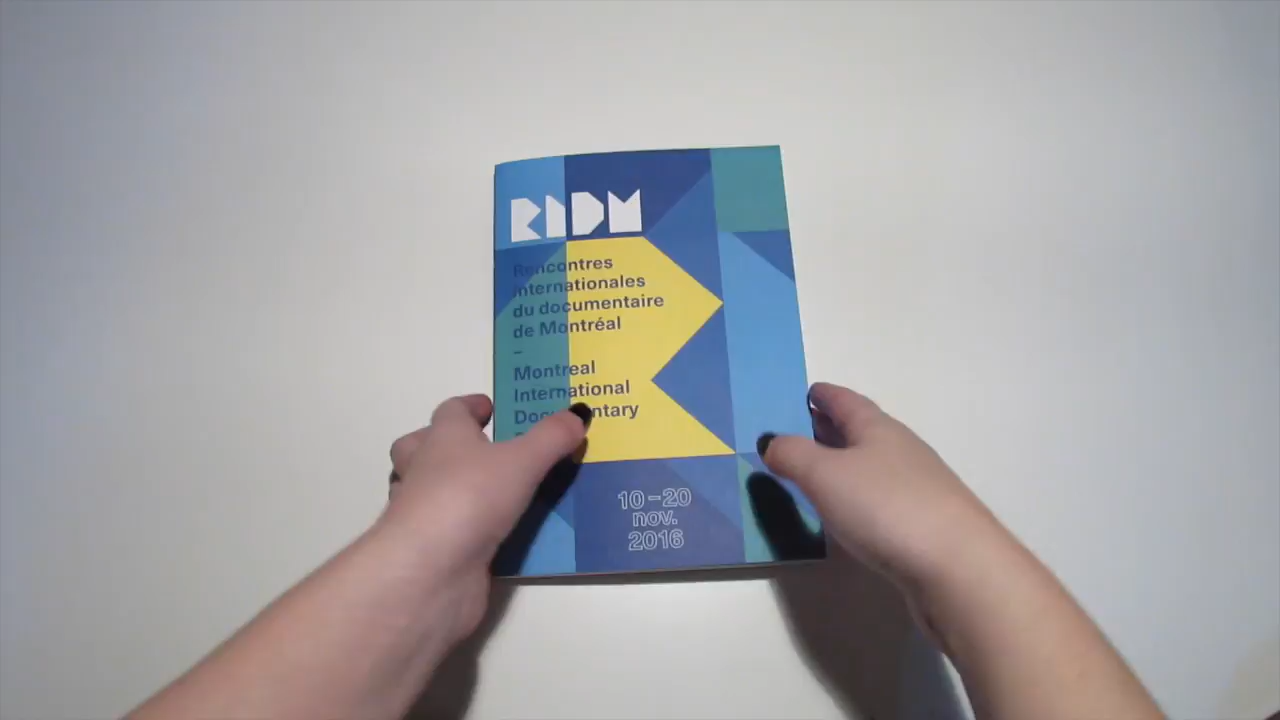 RIDM
Rencontres
internationales
du documentaire
de Montréal
–
Montreal
International
10–20
nov.
2016